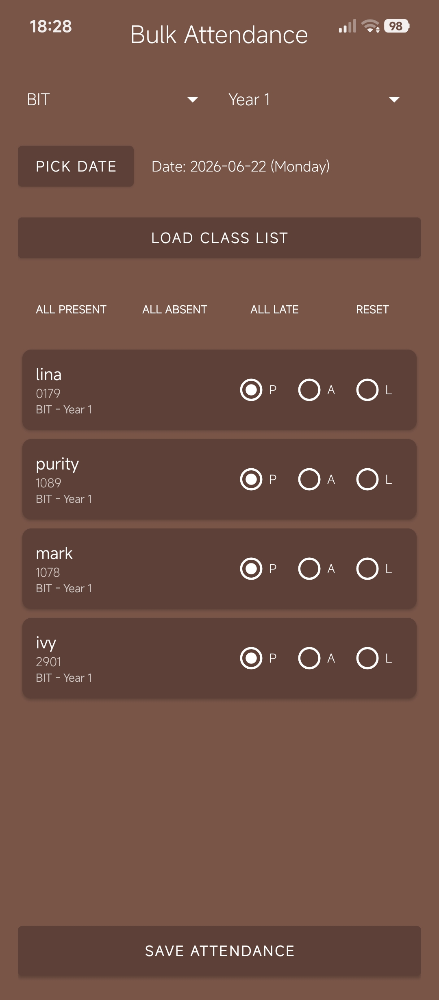 18:28
Bulk Attendance
98
BIT
Year 1
PICK DATE
Date: 2026-06-22 (Monday)
LOAD CLASS LIST
ALL PRESENT
ALL ABSENT
ALL LATE
RESET
lina
0179
BIT - Year 1
P A L
purity
1089
BIT - Year 1
P A L
mark
1078
BIT - Year 1
P A L
ivy
2901
BIT - Year 1
P A L
SAVE ATTENDANCE